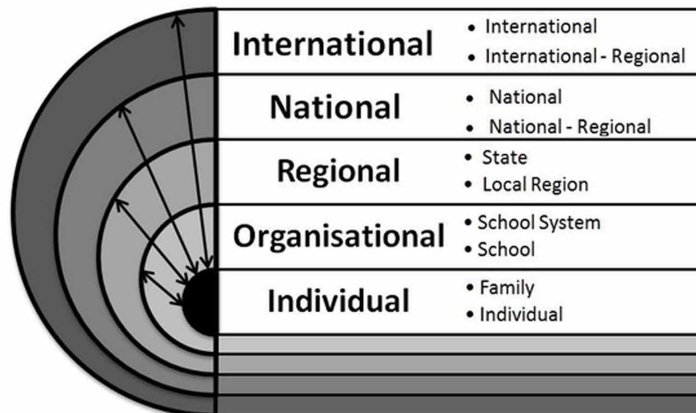 International
• International
• International - Regional
National
• National
• National - Regional
Regional
• State
• Local Region
Organisational
• School System
• School
Individual
• Family
• Individual